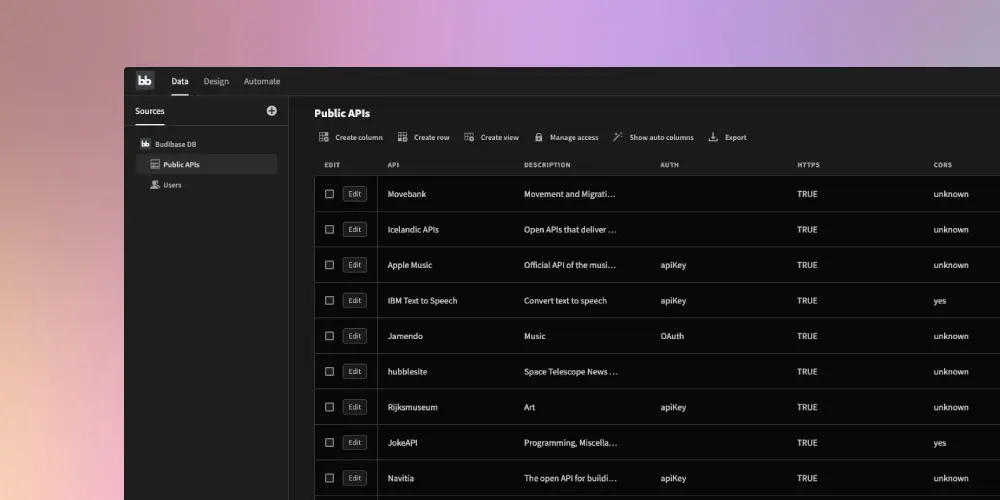 bb Data Design Automate
Sources
bb Budibase DB
Public APIs
Users
Public APIs
Create column Create row Create view Manage access Show auto columns Export
EDIT API DESCRIPTION AUTH HTTPS CORS
Edit Movebank Movement and Migrati... TRUE unknown
Edit Icelandic APIs Open APIs that deliver ... TRUE unknown
Edit Apple Music Official API of the musi... apiKey TRUE unknown
Edit IBM Text to Speech Convert text to speech apiKey TRUE yes
Edit Jamendo Music OAuth TRUE unknown
Edit hubblesite Space Telescope News ... TRUE unknown
Edit Rijksmuseum Art apiKey TRUE unknown
Edit JokeAPI Programming, Miscella... TRUE yes
Edit Navitia The open API for buildi... apiKey TRUE unknown